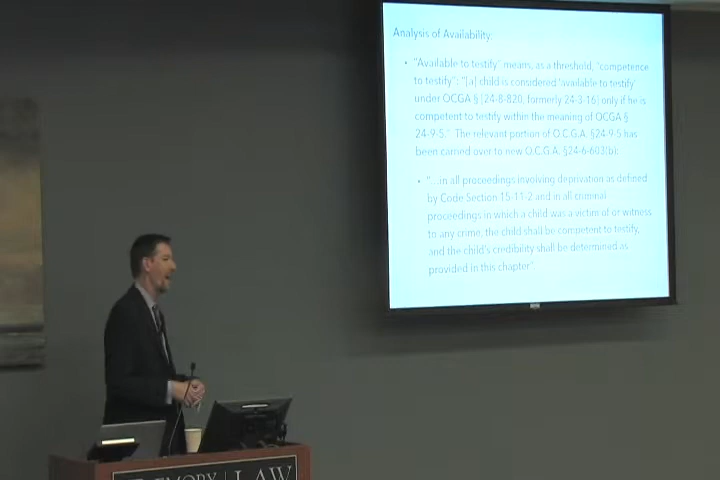 Analysis of Availability:
• "Available to testify" means, as a threshold, "competence
to testify": "[a] child is considered 'available to testify'
under OCGA § [24-8-820, formerly 24-3-16] only if he is
competent to testify within the meaning of OCGA §
24-9-5." The relevant portion of O.C.G.A. §24-9-5 has
been carried over to new O.C.G.A. §24-6-603(b):
• "...in all proceedings involving deprivation as defined
by Code Section 15-11-2 and in all criminal
proceedings in which a child was a victim of or witness
to any crime, the child shall be competent to testify,
and the child's credibility shall be determined as
provided in this chapter"
EMORY | LAW